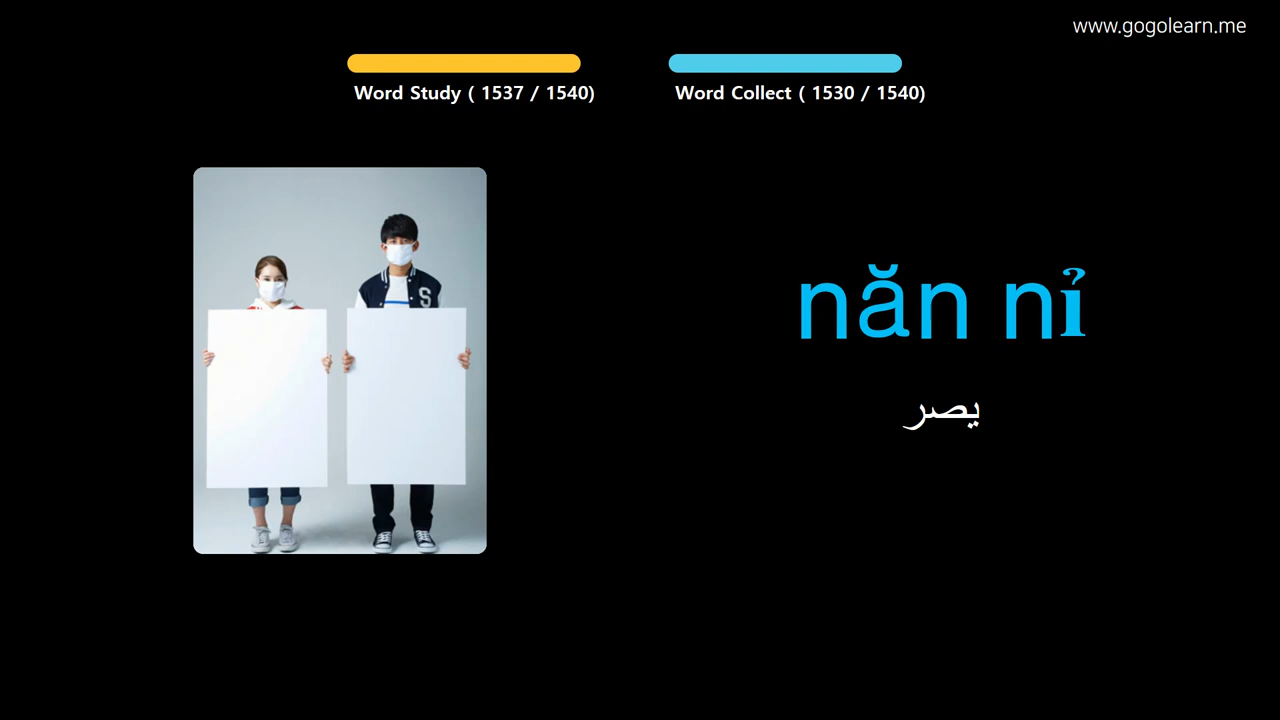 www.gogolearn.me
Word Study ( 1537 / 1540)
Word Collect ( 1530 / 1540)
S
năn nỉ
يصر